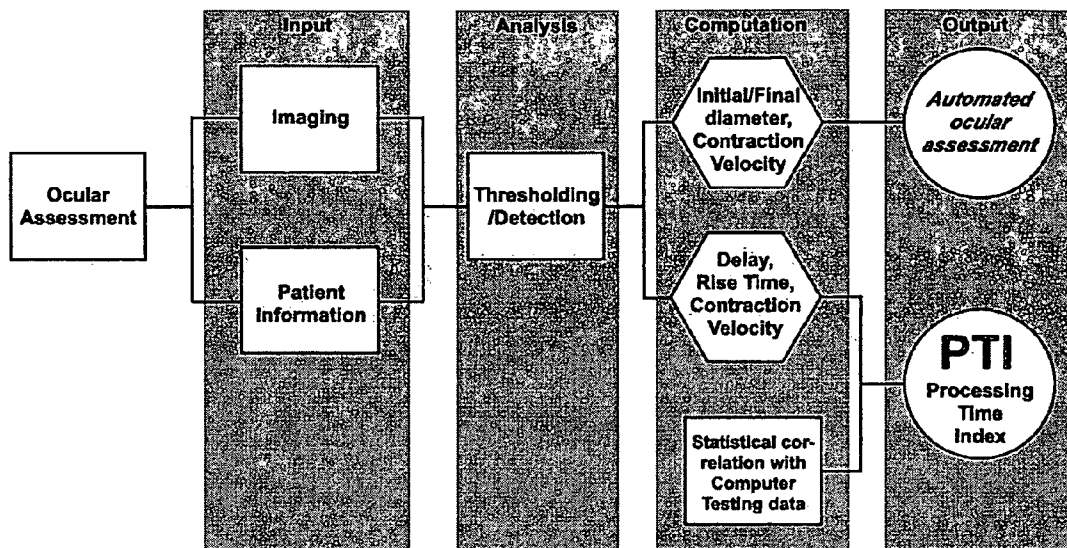 Input
Analysis
Computation
Output
Ocular
Assessment
Imaging
Patient
Information
Thresholding
/Detection
Initial/Final
diameter,
Contraction
Velocity
Delay,
Rise Time,
Contraction
Velocity
Statistical cor-
relation with
Computer
Testing data
Automated
ocular
assessment
PTI
Processing
Time
Index